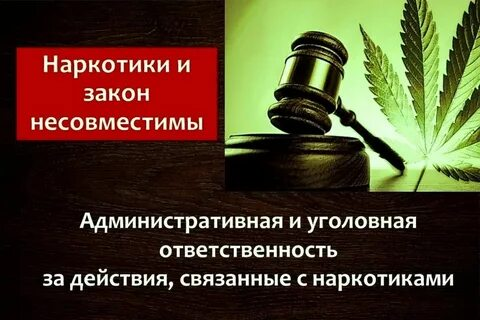 Наркотики и
закон
несовместимы
Административная и уголовная
ответственность
за действия, связанные с наркотиками